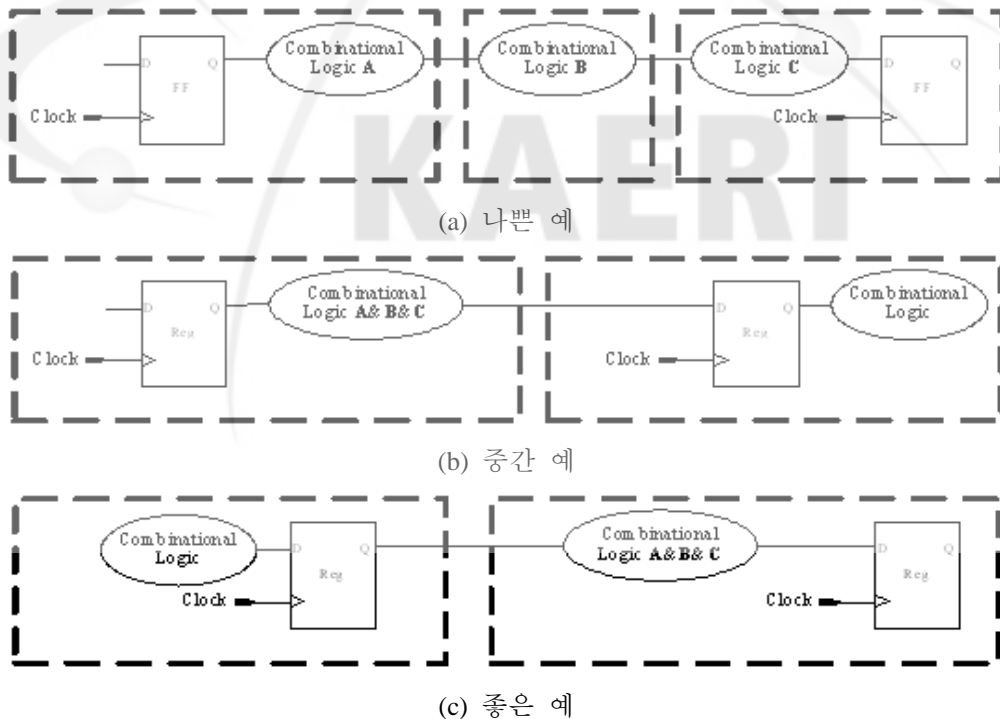 Combinational
Logic A
Combinational
Logic B
Combinational
Logic C
D Q
FF
Clock
D Q
FF
Clock
KAERI
(a) 나쁜 예
D Q
Reg
Clock
Combinational
Logic A& B& C
D Q
Reg
Clock
Combinational
Logic
(b) 중간 예
Combinational
Logic
D Q
Reg
Clock
Combinational
Logic A& B& C
D Q
Reg
Clock
(c) 좋은 예